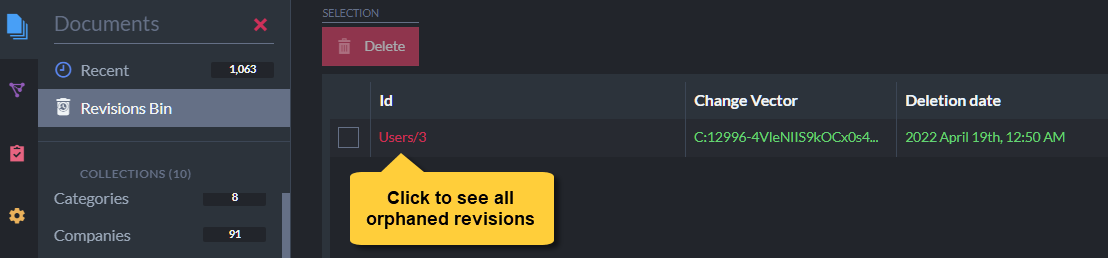 Documents
Recent 1,063
Revisions Bin
COLLECTIONS (10)
Categories 8
Companies 91
SELECTION
Delete
Id Change Vector Deletion date
Users/3 C:12996-4VleNIIS9kOCx0s4... 2022 April 19th, 12:50 AM
Click to see all
orphaned revisions